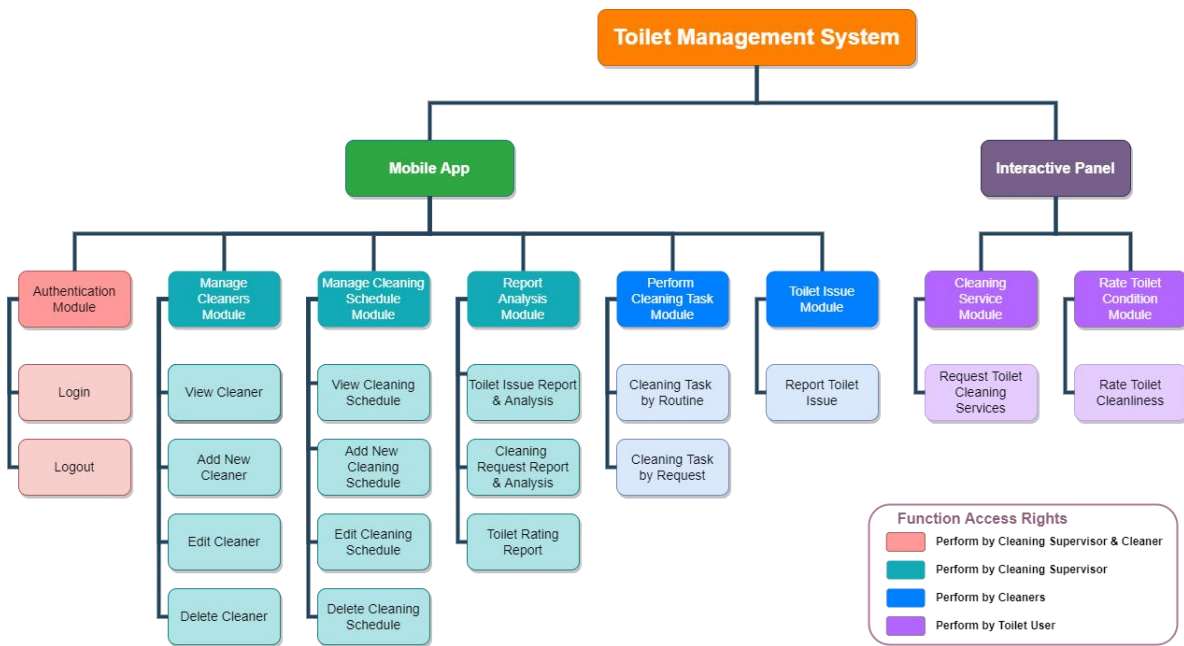 Toilet Management System
Mobile App
Interactive Panel
Authentication
Module
Manage
Cleaners
Module
Manage Cleaning
Schedule
Module
Report
Analysis
Module
Perform
Cleaning Task
Module
Toilet Issue
Module
Cleaning
Service
Module
Rate Toilet
Condition
Module
Login
View Cleaner
View Cleaning
Schedule
Toilet Issue Report
& Analysis
Cleaning Task
by Routine
Report Toilet
Issue
Request Toilet
Cleaning
Services
Rate Toilet
Cleanliness
Logout
Add New
Cleaner
Add New
Cleaning
Schedule
Cleaning
Request Report
& Analysis
Cleaning Task
by Request
Edit Cleaner
Edit Cleaning
Schedule
Toilet Rating
Report
Delete Cleaner
Delete Cleaning
Schedule
Function Access Rights
Perform by Cleaning Supervisor & Cleaner
Perform by Cleaning Supervisor
Perform by Cleaners
Perform by Toilet User